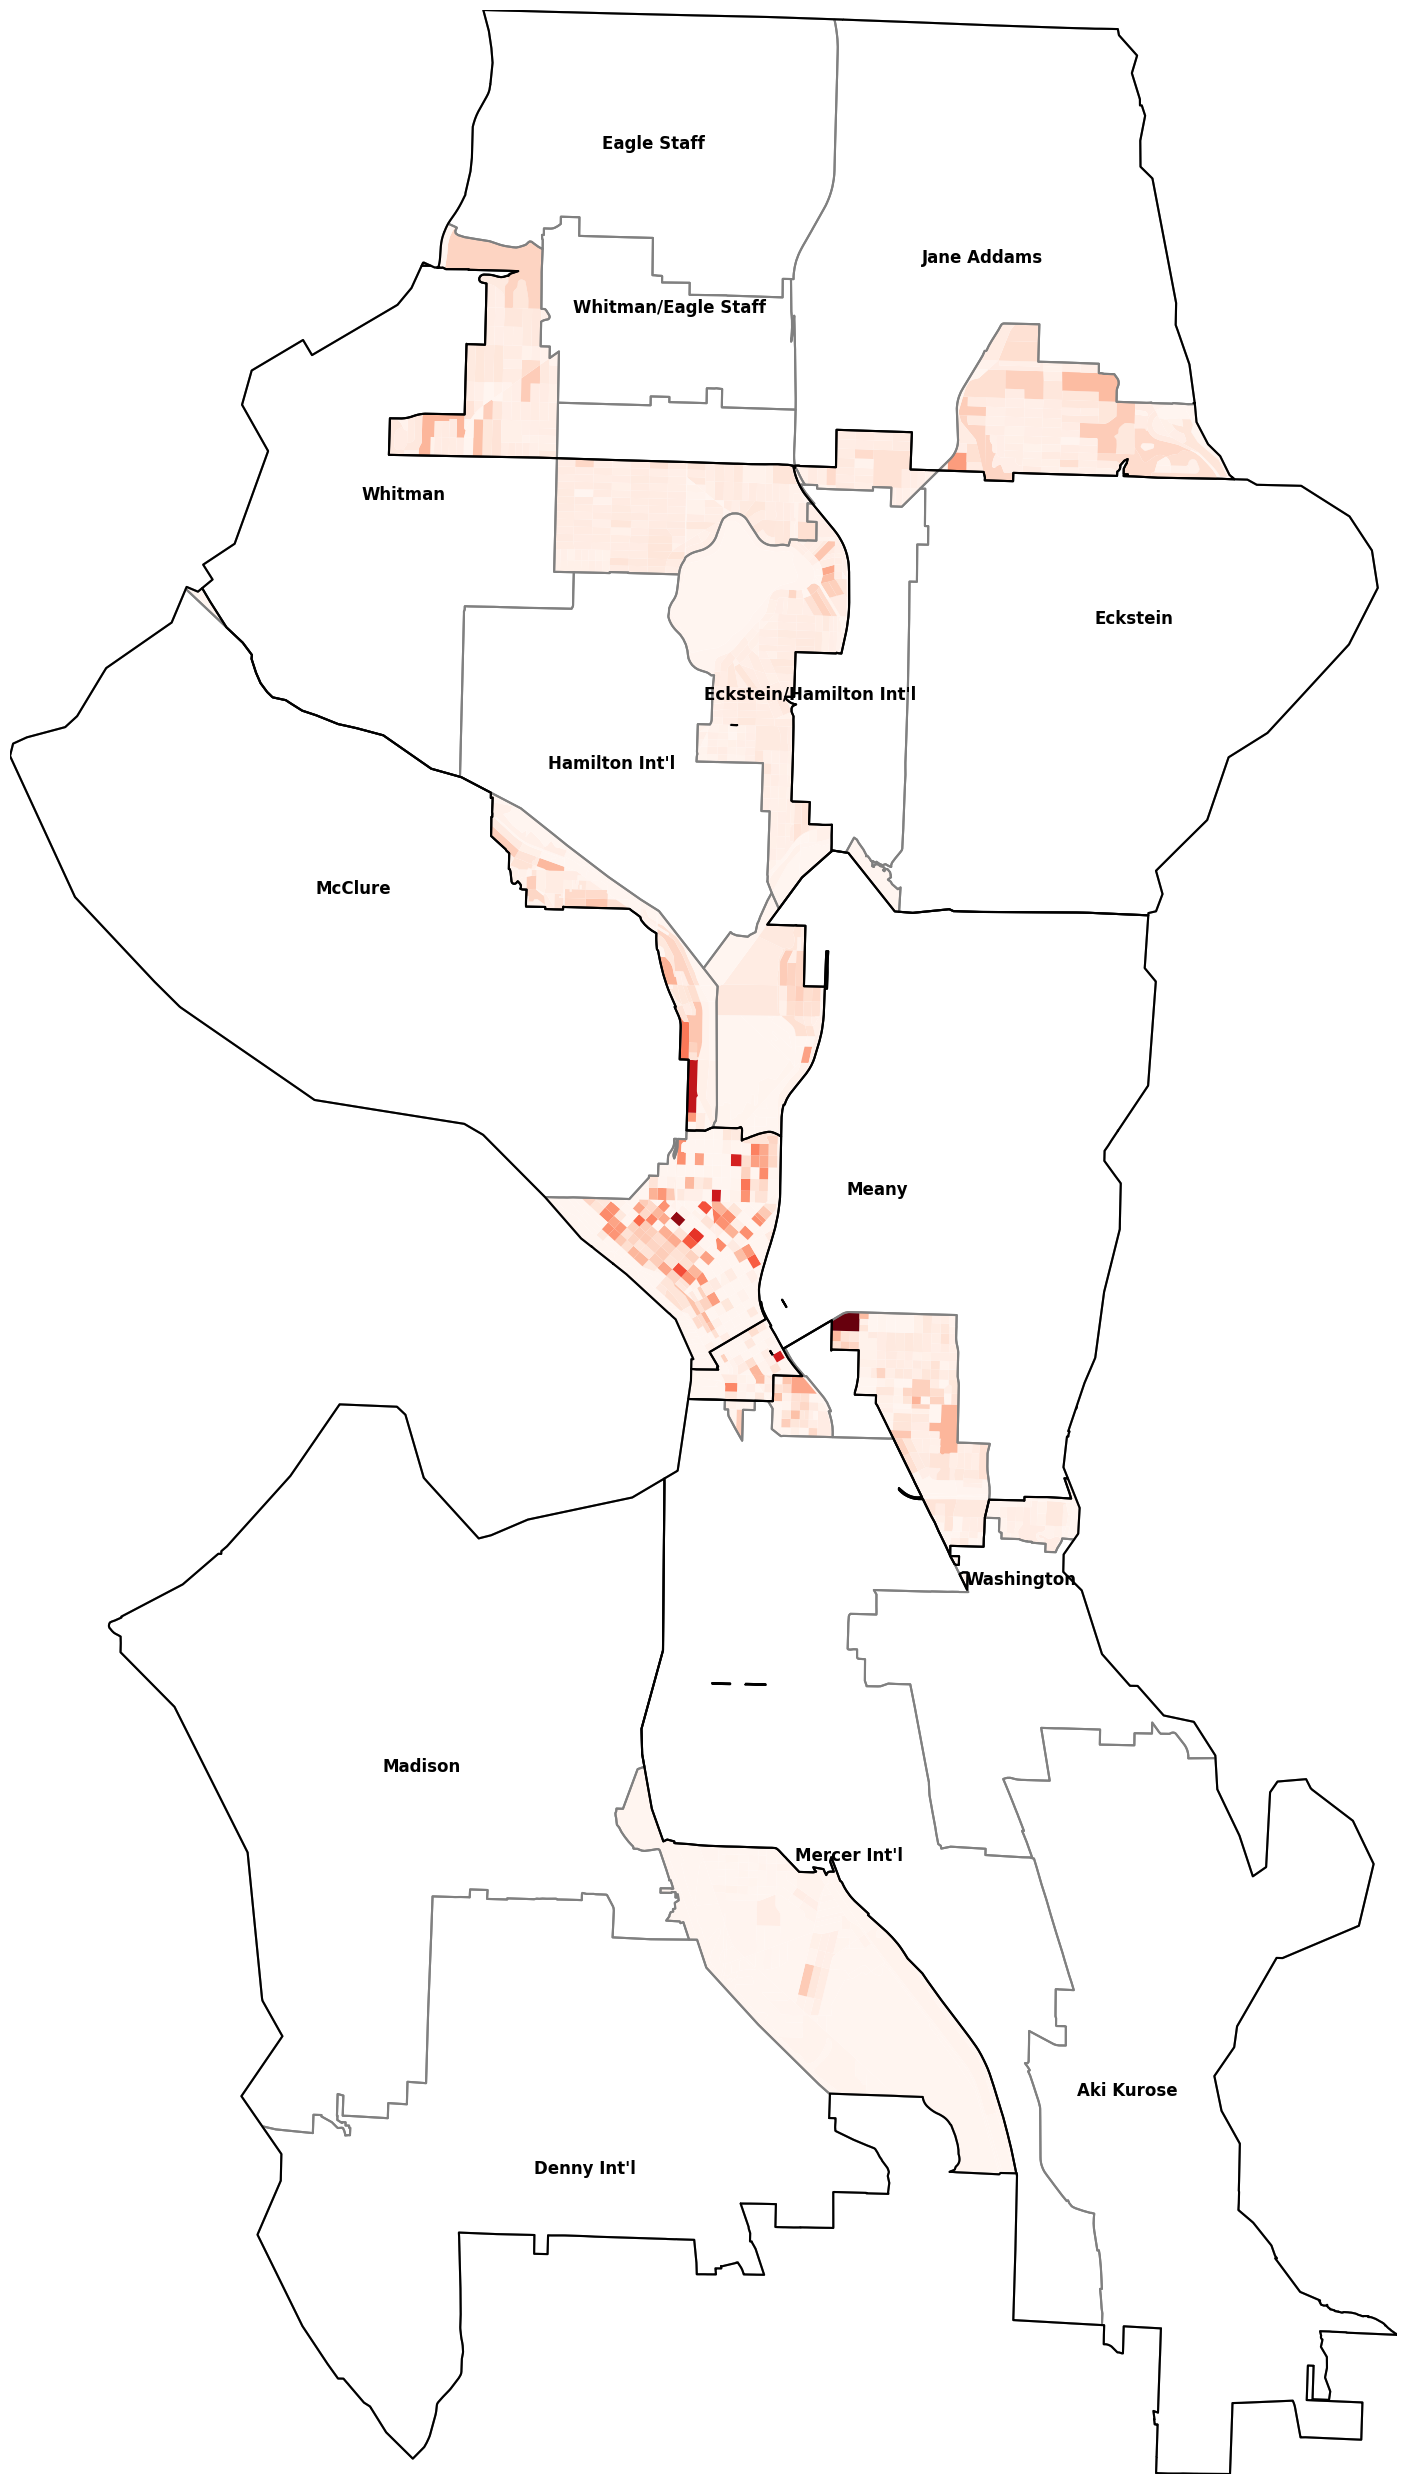 Eagle Staff
Jane Addams
Whitman/Eagle Staff
Whitman
Eckstein
Eckstein/Hamilton Int'l
Hamilton Int'l
McClure
Meany
Washington
Madison
Mercer Int'l
Aki Kurose
Denny Int'l